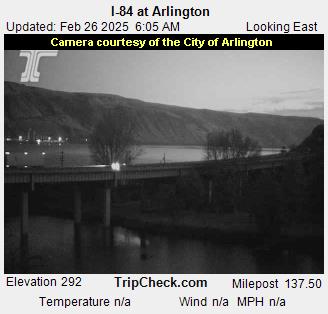 I-84 at Arlington
Updated: Feb 26 2025 6:05 AM Looking East
Camera courtesy of the City of Arlington
Elevation 292 TripCheck.com Milepost 137.50
Temperature n/a Wind n/a MPH n/a